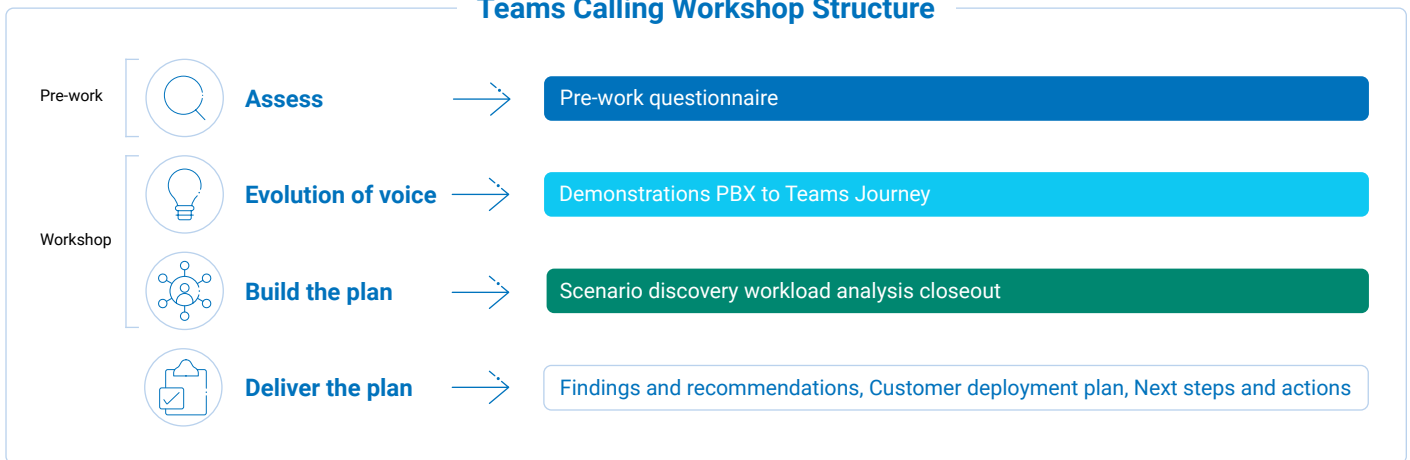 Teams Calling Workshop Structure
Pre-work
Assess
Pre-work questionnaire
Evolution of voice
Demonstrations PBX to Teams Journey
Workshop
Build the plan
Scenario discovery workload analysis closeout
Deliver the plan
Findings and recommendations, Customer deployment plan, Next steps and actions